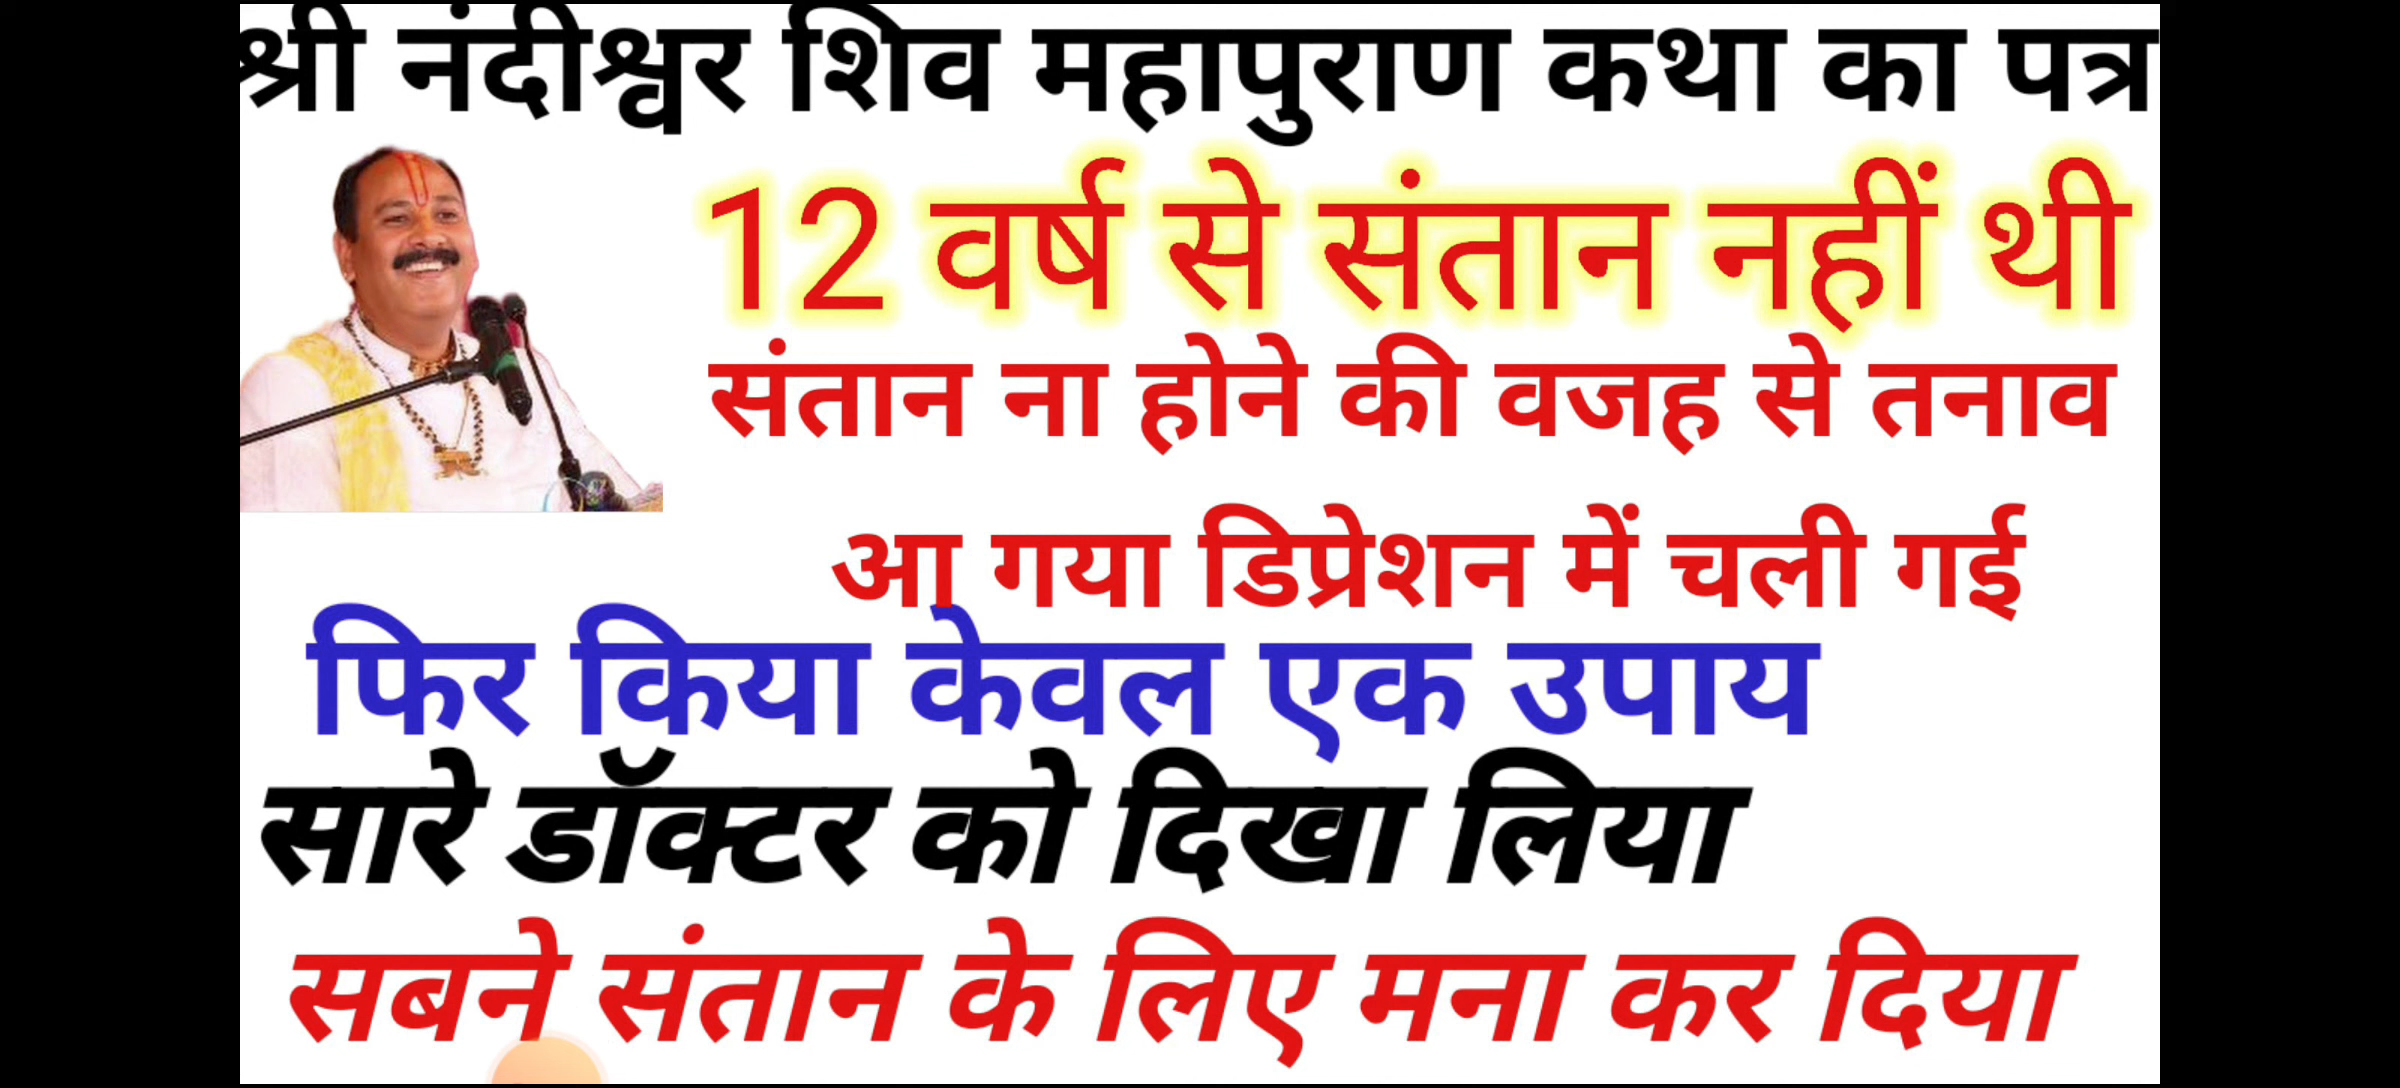 श्री नंदीश्वर शिव महापुराण कथा का पत्र
12 वर्ष से संतान नहीं थी
संतान ना होने की वजह से तनाव
आ गया डिप्रेशन में चली गई
फिर किया केवल एक उपाय
सारे डॉक्टर को दिखा लिया
सबने संतान के लिए मना कर दिया